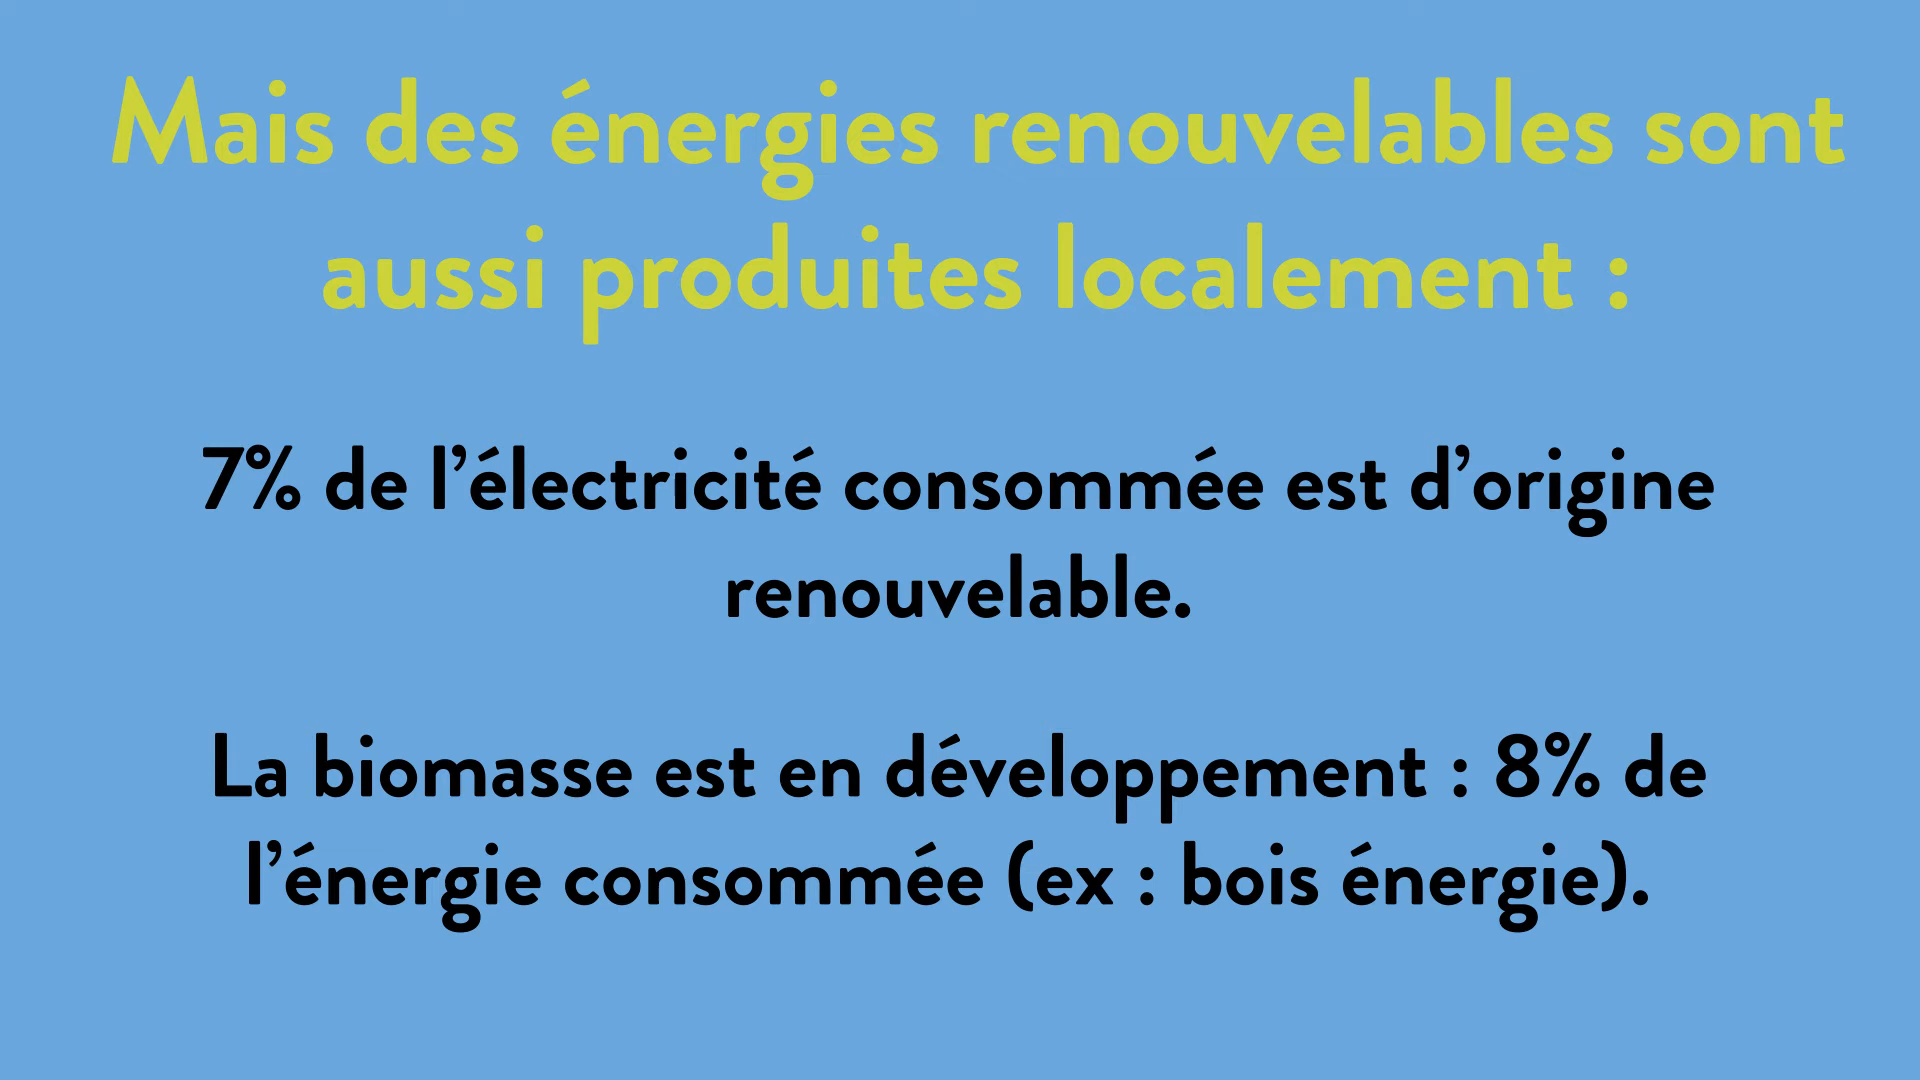 Mais des énergies renouvelables sont
aussi produites localement :
7% de l’électricité consommée est d’origine
renouvelable.
La biomasse est en développement : 8% de
l’énergie consommée (ex : bois énergie).